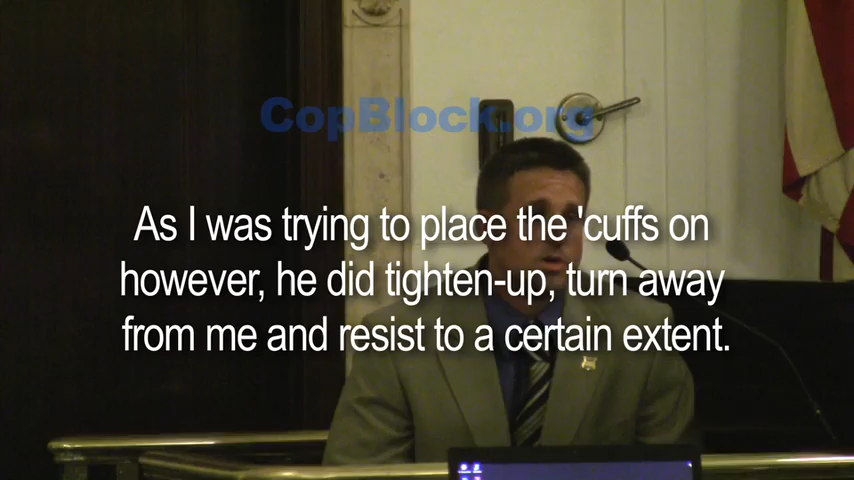 CopBlock.org
As I was trying to place the 'cuffs on
however, he did tighten-up, turn away
from me and resist to a certain extent.